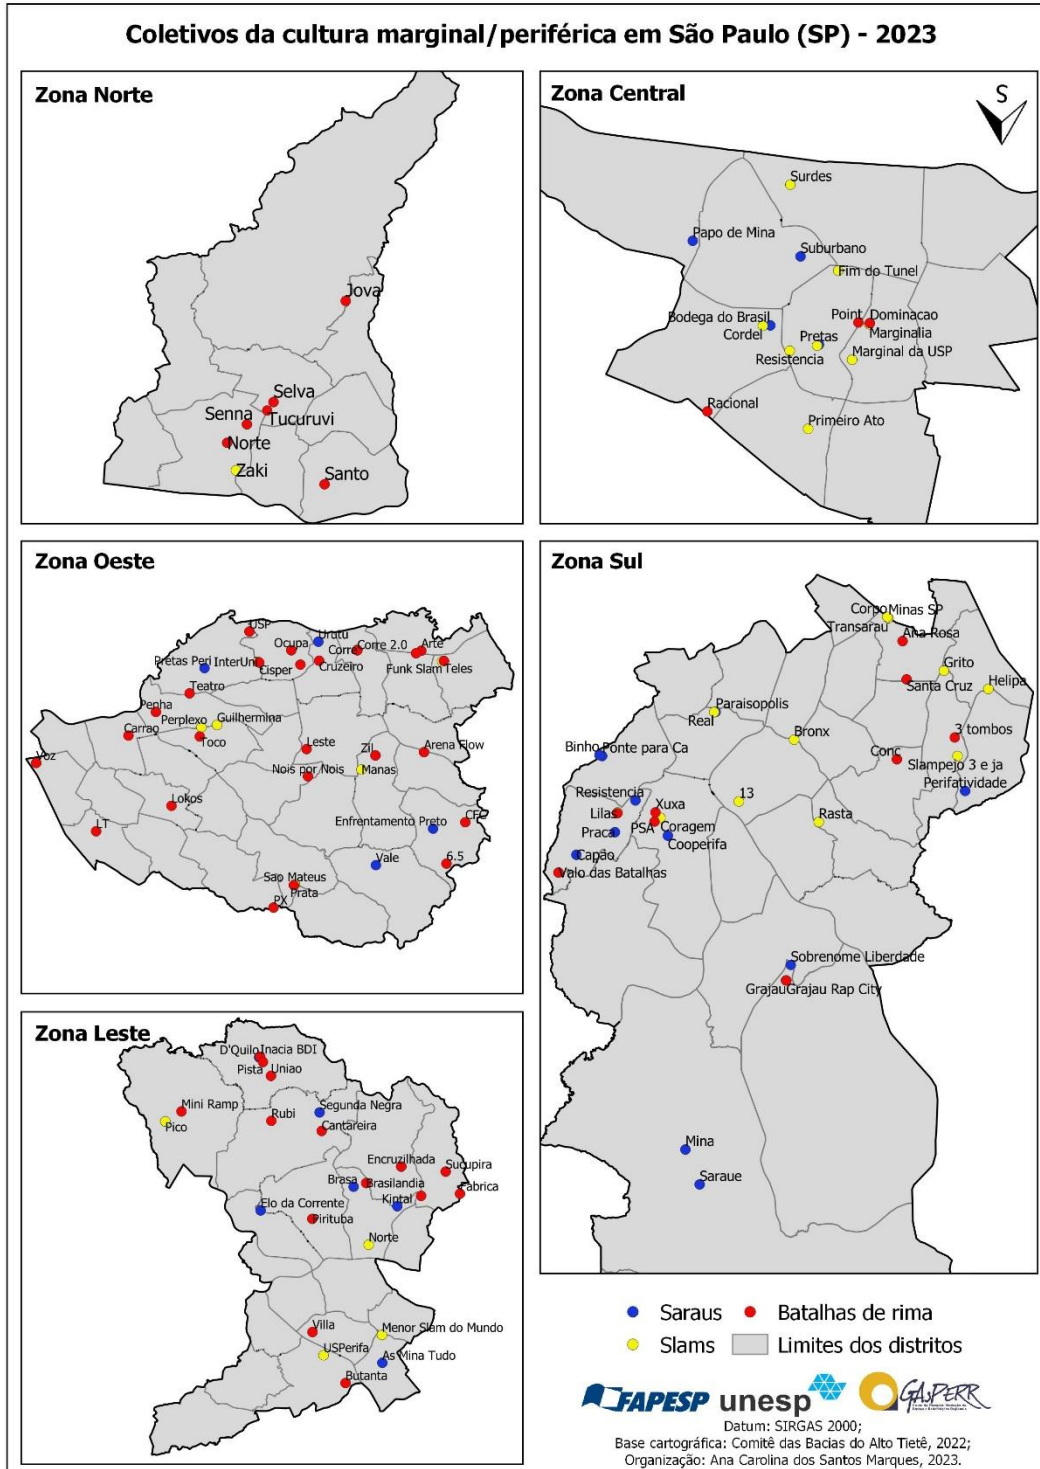 Coletivos da cultura marginal/periférica em São Paulo (SP) - 2023
Zona Norte
Jova
Selva
Tucuruvi
Senna
Norte
Zaki
Santo
Zona Central
S
Surdes
Papo de Mina
Suburbano
Fim do Tunel
Bodega do Brasil
Cordel
Point
Dominacao
Marginalia
Pretas
Resistencia
Marginal da USP
Racional
Primeiro Ato
Zona Oeste
USP
Urutu
Ocupa
Corre
Corre 2.0
Arte
Pretas Peri
InterUni
Cisper
Cruzeiro
Funk Slam
Teles
Teatro
Penha
Perplexo
Guilhermina
Carrao
Toco
Leste
Zil
Arena Flow
Voz
Nois por Nois
Manas
Lokos
Enfrentamento Preto
CFC
LT
Vale
6.5
Sao Mateus
Prata
PX
Zona Sul
Corpo
Minas SP
Transarau
Ana Rosa
Grito
Santa Cruz
Helipa
Paraisopolis
Real
Bronx
3 tombos
Binho
Ponte para Ca
Conc
Slampejo 3 e ja
Perifatividade
Resistencia
13
Xuxa
Lilas
Rasta
PSA
Coragem
Praca
Cooperifa
Capão
Valo das Batalhas
Sobrenome Liberdade
Grajau
Grajau Rap City
Mina
Saraue
Zona Leste
D'Quilo
Inacia BDI
Pista
Uniao
Mini Ramp
Pico
Rubi
Segunda Negra
Cantareira
Encruzilhada
Sucupira
Brasa
Brasilandia
Fabrica
Kintal
Elo da Corrente
Pirituba
Norte
Villa
Menor Slam do Mundo
USPerifa
As Mina Tudo
Butanta
Saraus
Batalhas de rima
Slams
Limites dos distritos
FAPESP
unesp
GAsPERR
Datum: SIRGAS 2000;
Base cartográfica: Comitê das Bacias do Alto Tietê, 2022;
Organização: Ana Carolina dos Santos Marques, 2023.